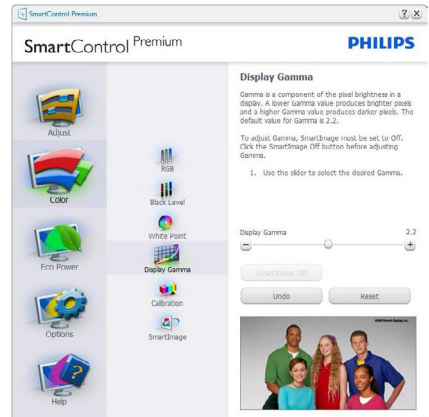 SmartControl Premium
SmartControl Premium
PHILIPS
Adjust
Color
Eco Power
Options
Help
RGB
Black Level
White Point
Display Gamma
Calibration
SmartImage
Display Gamma
Gamma is a component of the pixel brightness in a
display. A lower Gamma value produces brighter pixels
and a higher Gamma value produces darker pixels. The
default value for Gamma is 2.2.
To adjust Gamma, SmartImage must be set to Off.
Click the SmartImage Off button before adjusting
Gamma.
1. Use the slider to select the desired Gamma.
Display Gamma 2.2
SmartImage Off
Undo Reset